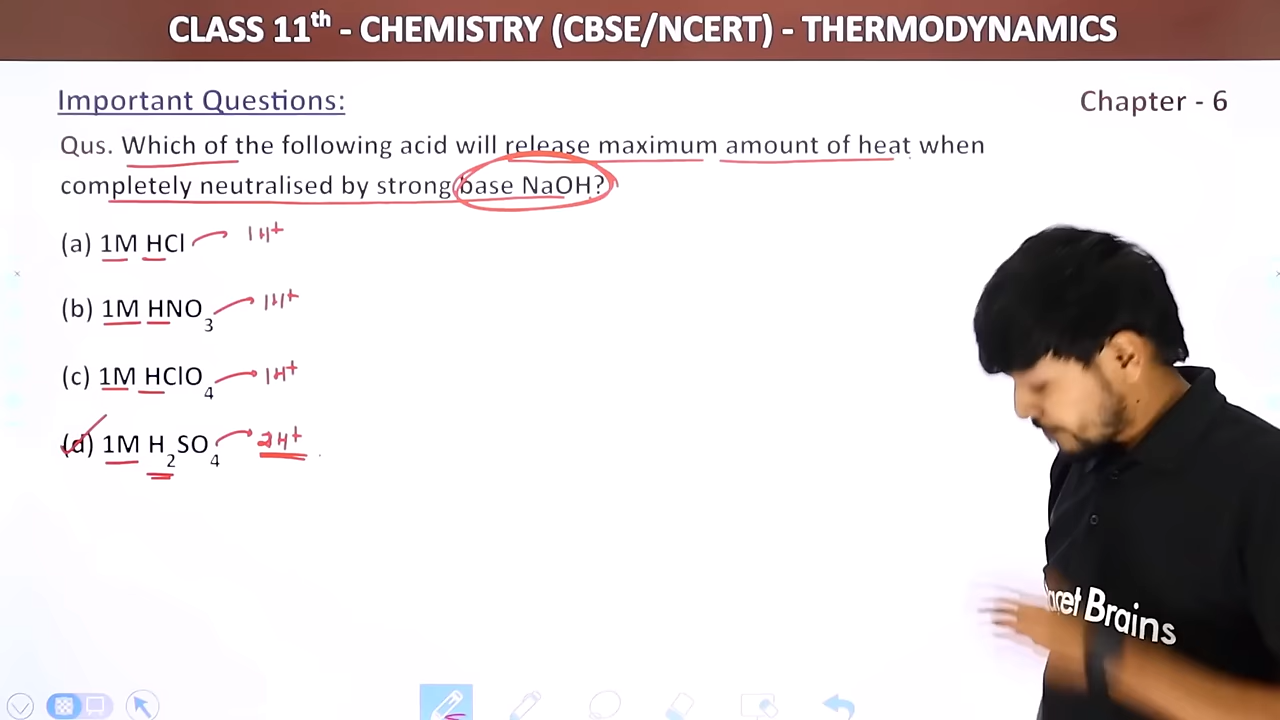 CLASS 11th - CHEMISTRY (CBSE/NCERT) - THERMODYNAMICS
Important Questions:
Chapter - 6
Qus. Which of the following acid will release maximum amount of heat when
completely neutralised by strong base NaOH?
(a) 1M HCl 1H+
(b) 1M HNO3 1H+
(c) 1M HClO4 1H+
(d) 1M H2SO4 2H+
Brains